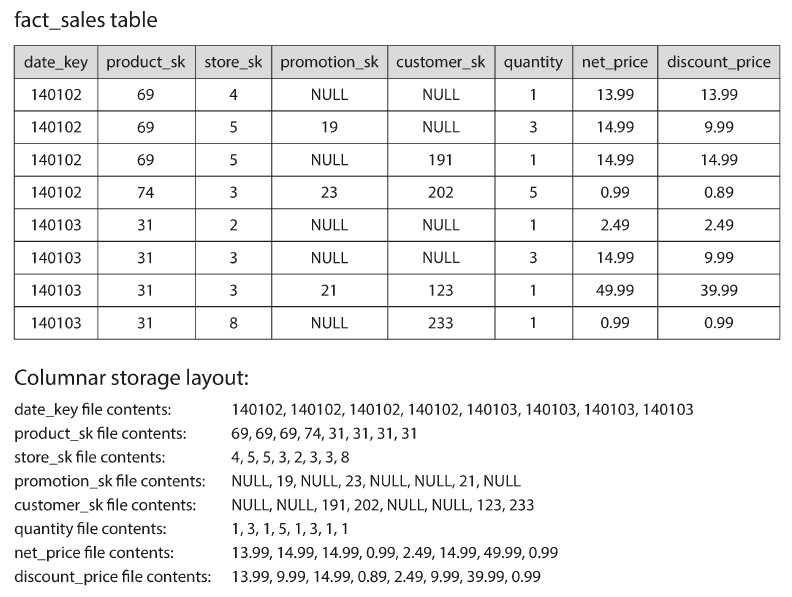 fact_sales table
date_key product_sk store_sk promotion_sk customer_sk quantity net_price discount_price
140102 69 4 NULL NULL 1 13.99 13.99
140102 69 5 19 NULL 3 14.99 9.99
140102 69 5 NULL 191 1 14.99 14.99
140102 74 3 23 202 5 0.99 0.89
140103 31 2 NULL NULL 1 2.49 2.49
140103 31 3 NULL NULL 3 14.99 9.99
140103 31 3 21 123 1 49.99 39.99
140103 31 8 NULL 233 1 0.99 0.99
Columnar storage layout:
date_key file contents: 140102, 140102, 140102, 140102, 140103, 140103, 140103, 140103
product_sk file contents: 69, 69, 69, 74, 31, 31, 31, 31
store_sk file contents: 4, 5, 5, 3, 2, 3, 3, 8
promotion_sk file contents: NULL, 19, NULL, 23, NULL, NULL, 21, NULL
customer_sk file contents: NULL, NULL, 191, 202, NULL, NULL, 123, 233
quantity file contents: 1, 3, 1, 5, 1, 3, 1, 1
net_price file contents: 13.99, 14.99, 14.99, 0.99, 2.49, 14.99, 49.99, 0.99
discount_price file contents: 13.99, 9.99, 14.99, 0.89, 2.49, 9.99, 39.99, 0.99